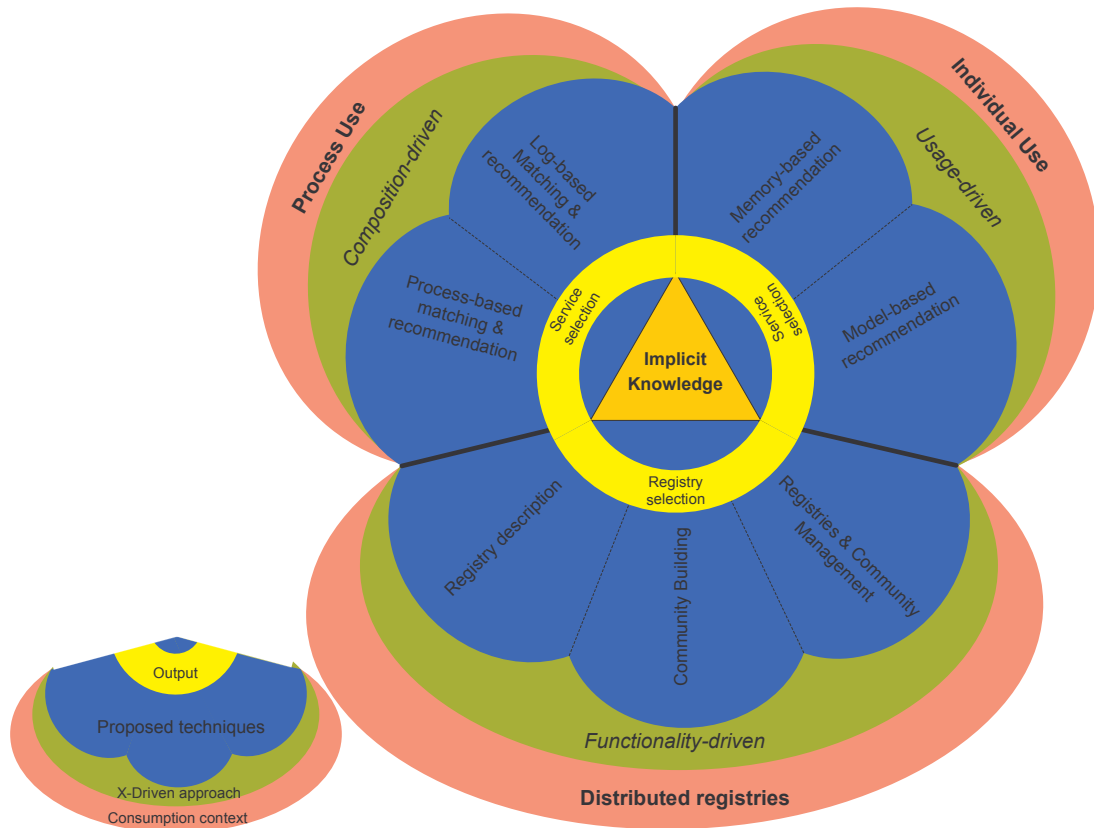 Process Use
Composition-driven
Log-based
Matching &
recommendation
Process-based
matching &
recommendation
Service
selection
Individual Use
Usage-driven
Memory-based
recommendation
Model-based
recommendation
Service
selection
Implicit
Knowledge
Registry
selection
Registry description
Community Building
Registries & Community
Management
Functionality-driven
Distributed registries
Output
Proposed techniques
X-Driven approach
Consumption context